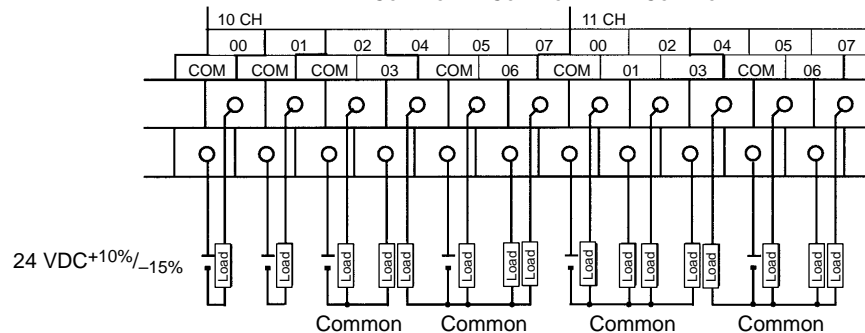 10 CH 11 CH
00 01 02 04 05 07 00 02 04 05 07
COM COM COM 03 COM 06 COM 01 03 COM 06
24 VDC+10%/–15%
Load Load Load Load Load Load Load Load Load Load Load Load Load Load Load Load
Common Common Common Common